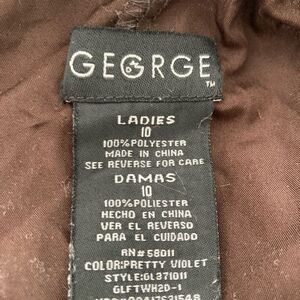 GEORGE
TM
LADIES
10
100%POLYESTER
MADE IN CHINA
SEE REVERSE FOR CARE
DAMAS
10
100%POLIESTER
HECHO EN CHINA
VER EL REVERSO
PARA EL CUIDADO
RN#58011
COLOR:PRETTY VIOLET
STYLE:GL371011
GLFTWH2D-1